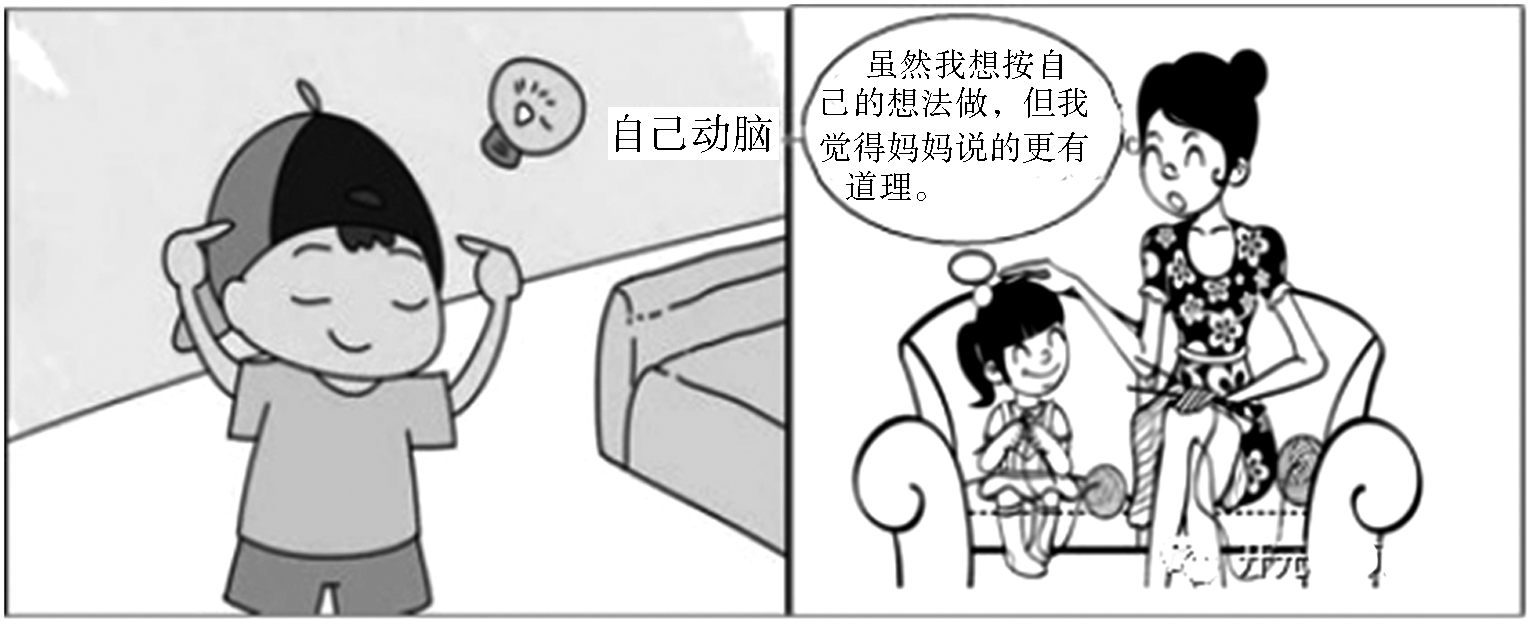 自己动脑
虽然我想按自
己的想法做，但我
觉得妈妈说的更有
道理。